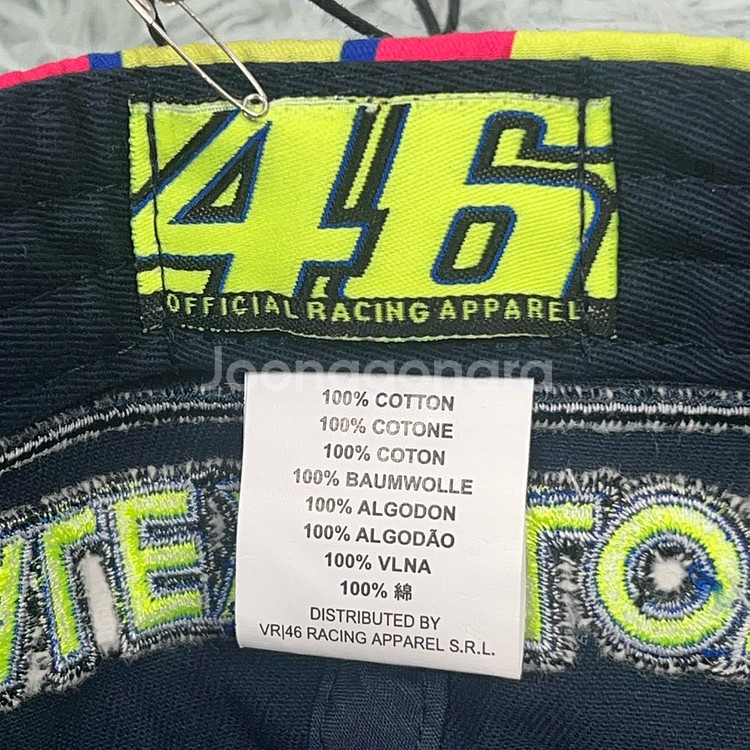 46
OFFICIAL RACING APPAREL
Joonggonara
100% COTTON
100% COTONE
100% COTON
100% BAUMWOLLE
100% ALGODON
100% ALGODÃO
100% VLNA
100% 綿
DISTRIBUTED BY
VR|46 RACING APPAREL S.R.L.